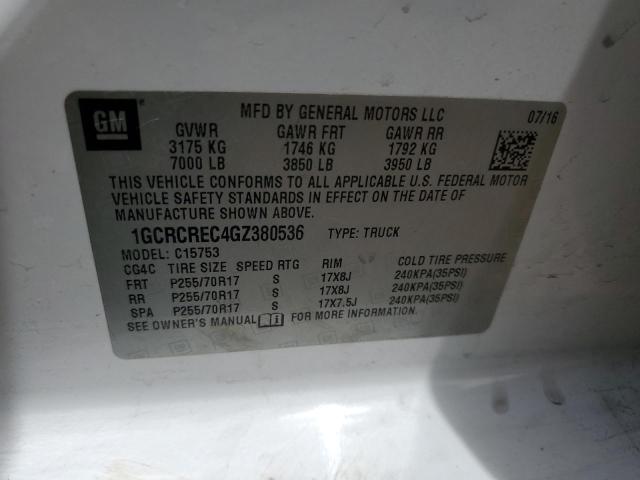 GM
MFD BY GENERAL MOTORS LLC 07/16
GVWR GAWR FRT GAWR RR
3175 KG 1746 KG 1792 KG
7000 LB 3850 LB 3950 LB
THIS VEHICLE CONFORMS TO ALL APPLICABLE U.S. FEDERAL MOTOR
VEHICLE SAFETY STANDARDS IN EFFECT ON THE DATE OF
MANUFACTURE SHOWN ABOVE.
1GCRCREC4GZ380536 TYPE: TRUCK
MODEL: C15753
CG4C TIRE SIZE SPEED RTG RIM COLD TIRE PRESSURE
FRT P255/70R17 S 17X8J 240KPA(35PSI)
RR P255/70R17 S 17X8J 240KPA(35PSI)
SPA P255/70R17 S 17X7.5J 240KPA(35PSI)
SEE OWNER'S MANUAL FOR MORE INFORMATION.